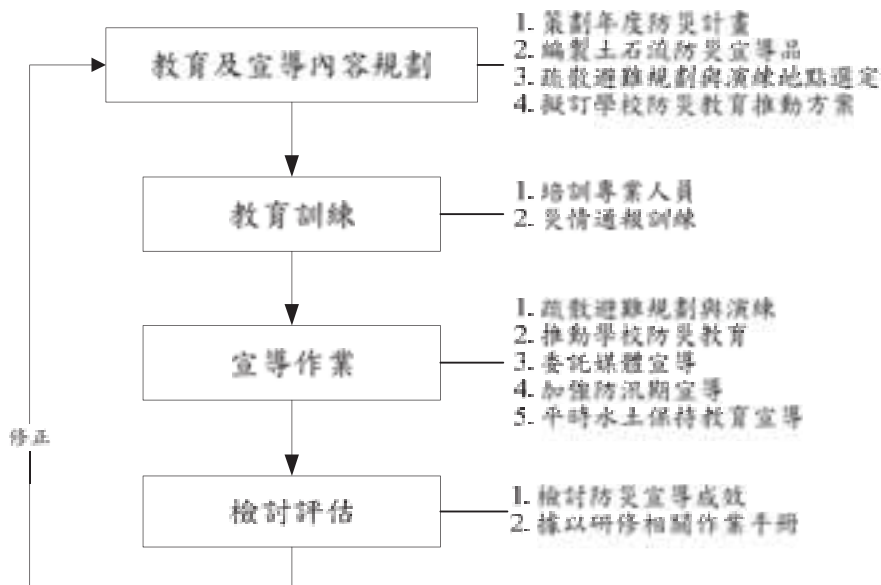 教育及宣導內容規劃
1. 策劃年度防災計畫
2. 編製土石流防災宣導品
3. 疏散避難規劃與演練地點選定
4. 擬訂學校防災教育推動方案
教育訓練
1. 培訓專業人員
2. 災情通報訓練
宣導作業
1. 疏散避難規劃與演練
2. 推動學校防災教育
3. 委託媒體宣導
4. 加強防汛期宣導
5. 平時水土保持教育宣導
修正
檢討評估
1. 檢討防災宣導成效
2. 據以研修相關作業手冊